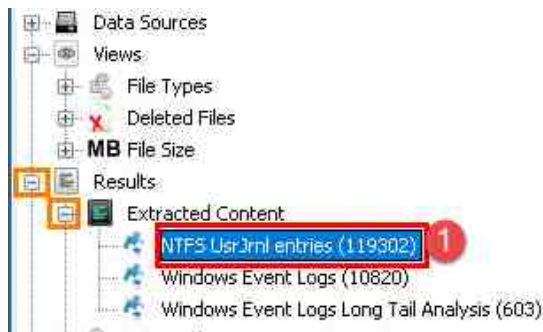 Data Sources
Views
File Types
Deleted Files
MB File Size
Results
Extracted Content
NTFS UsrJrnl entries (119302) 1
Windows Event Logs (10820)
Windows Event Logs Long Tail Analysis (603)